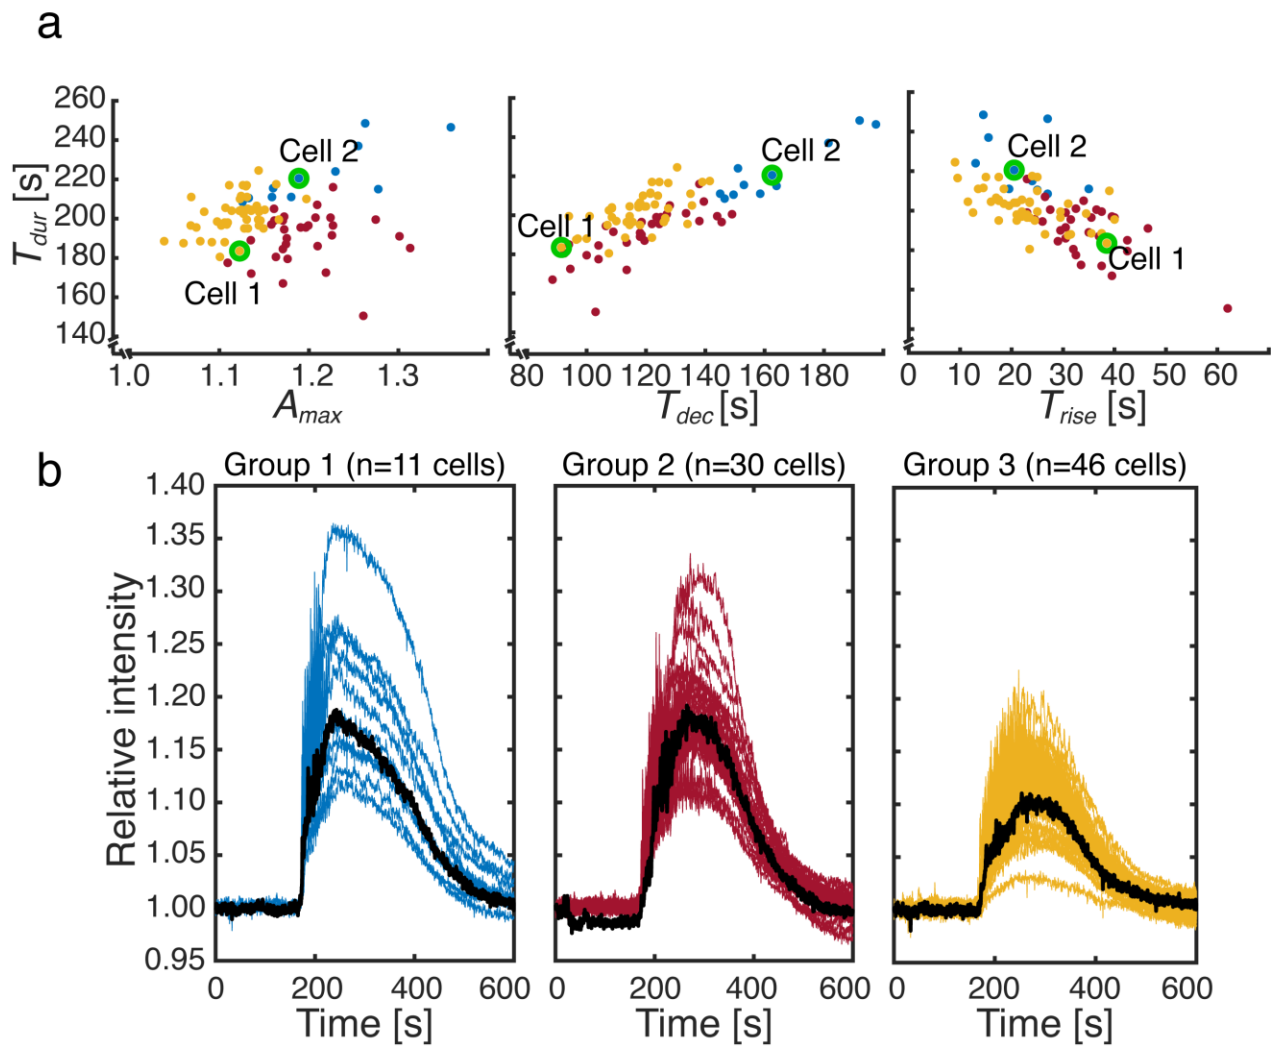 a
260
240
220
200
180
160
140
T_dur [s]
Cell 2
Cell 1
1.0 1.1 1.2 1.3
A_max
Cell 2
Cell 1
80 100 120 140 160 180
T_dec [s]
Cell 2
Cell 1
0 10 20 30 40 50 60
T_rise [s]
b
Group 1 (n=11 cells)
Group 2 (n=30 cells)
Group 3 (n=46 cells)
1.40
1.35
1.30
1.25
1.20
1.15
1.10
1.05
1.00
0.95
Relative intensity
0 200 400 600
Time [s]
0 200 400 600
Time [s]
0 200 400 600
Time [s]